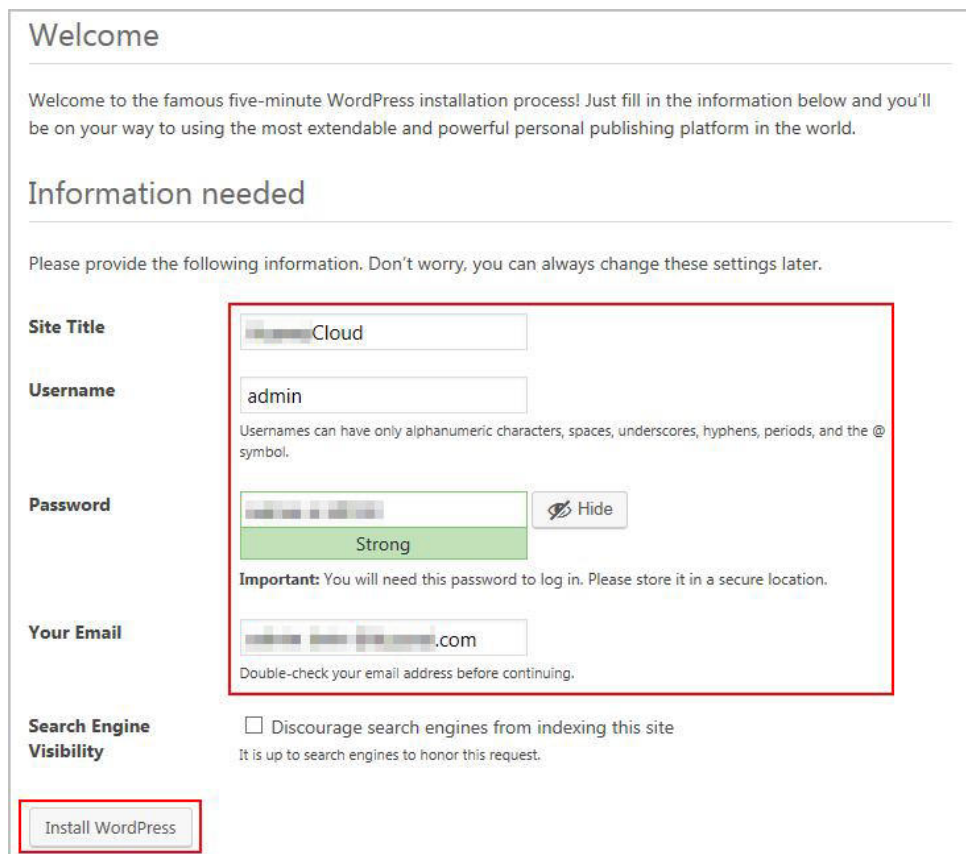 Welcome
Welcome to the famous five-minute WordPress installation process! Just fill in the information below and you'll
be on your way to using the most extendable and powerful personal publishing platform in the world.
Information needed
Please provide the following information. Don't worry, you can always change these settings later.
Site Title
Cloud
Username
admin
Usernames can have only alphanumeric characters, spaces, underscores, hyphens, periods, and the @
symbol.
Password
Hide
Strong
Important: You will need this password to log in. Please store it in a secure location.
Your Email
.com
Double-check your email address before continuing.
Search Engine
Visibility
Discourage search engines from indexing this site
It is up to search engines to honor this request.
Install WordPress